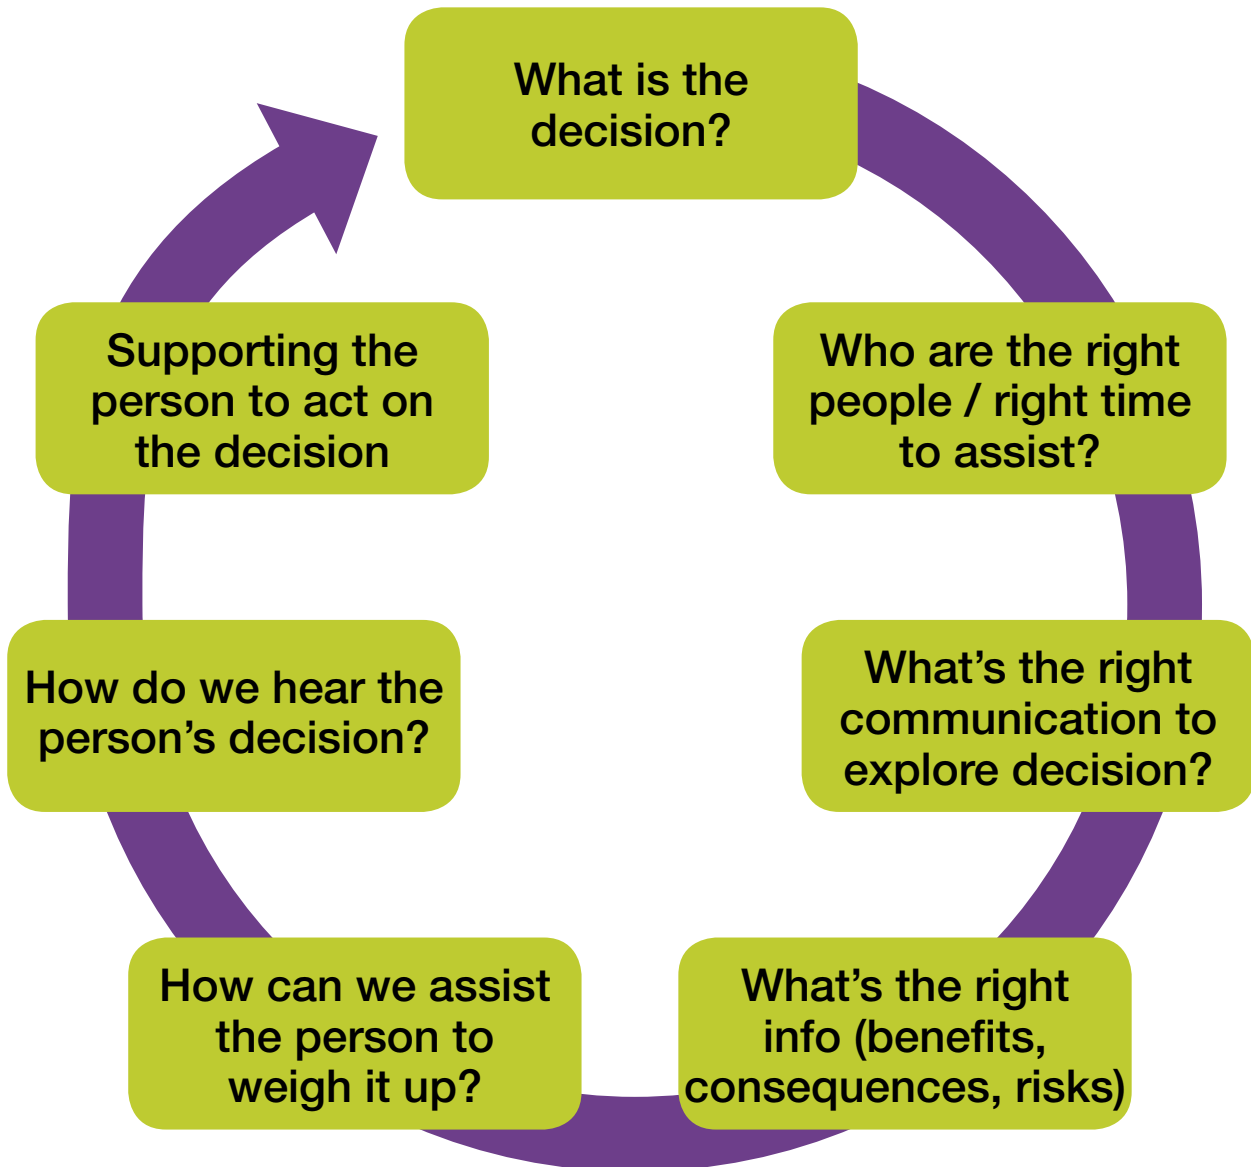 What is the
decision?
Who are the right
people / right time
to assist?
What’s the right
communication to
explore decision?
What’s the right
info (benefits,
consequences, risks)
How can we assist
the person to
weigh it up?
How do we hear the
person’s decision?
Supporting the
person to act on
the decision